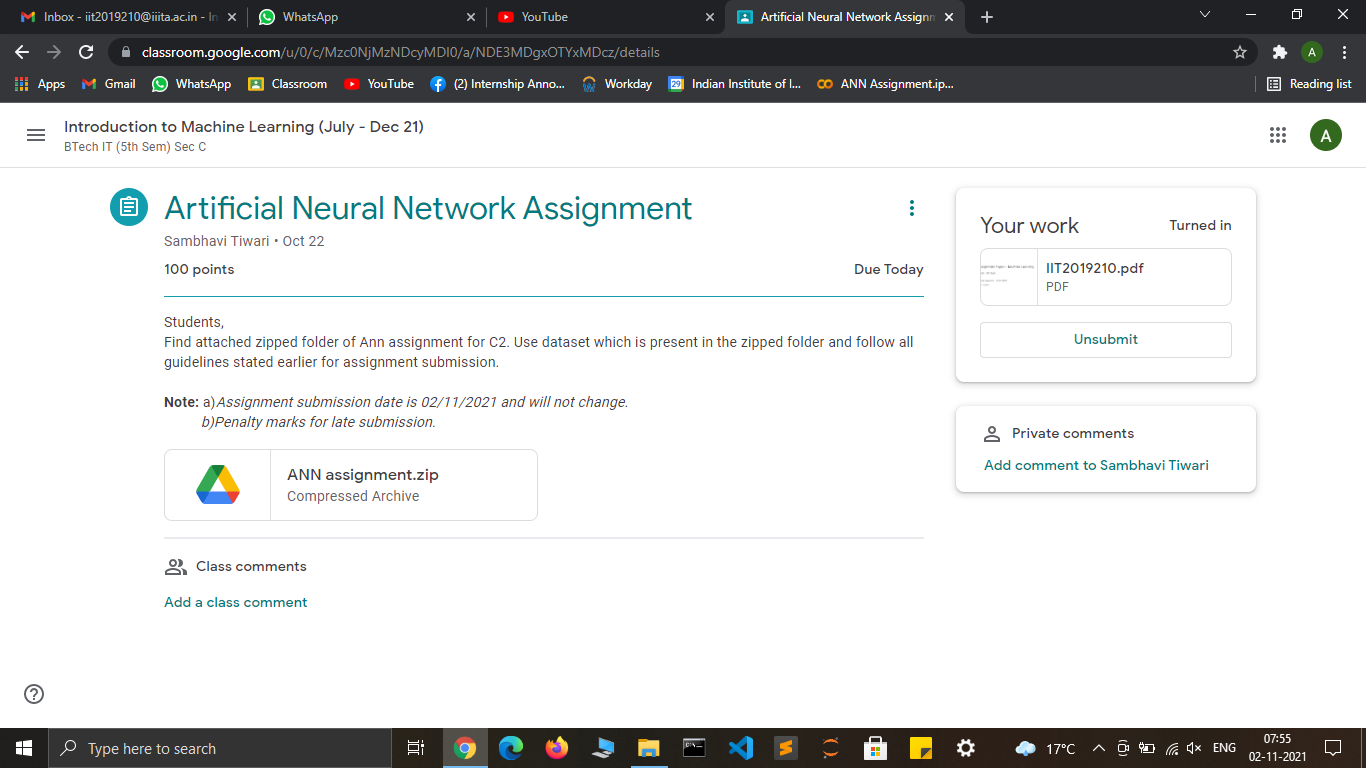 Inbox - iit2019210@iiita.ac.in - In
WhatsApp
YouTube
Artificial Neural Network Assignm
classroom.google.com/u/0/c/Mzc0NjMzNDcyMDI0/a/NDE3MDgxOTYxMDcz/details
A
Apps
Gmail
WhatsApp
Classroom
YouTube
(2) Internship Anno...
Workday
29
Indian Institute of I...
ANN Assignment.ip...
Reading list
Introduction to Machine Learning (July - Dec 21)
BTech IT (5th Sem) Sec C
A
Artificial Neural Network Assignment
Sambhavi Tiwari • Oct 22
100 points
Due Today
Students,
Find attached zipped folder of Ann assignment for C2. Use dataset which is present in the zipped folder and follow all
guidelines stated earlier for assignment submission.
Note: a)Assignment submission date is 02/11/2021 and will not change.
b)Penalty marks for late submission.
ANN assignment.zip
Compressed Archive
Class comments
Add a class comment
Your work
Turned in
IIT2019210.pdf
PDF
Unsubmit
Private comments
Add comment to Sambhavi Tiwari
Type here to search
17°C
ENG
07:55
02-11-2021